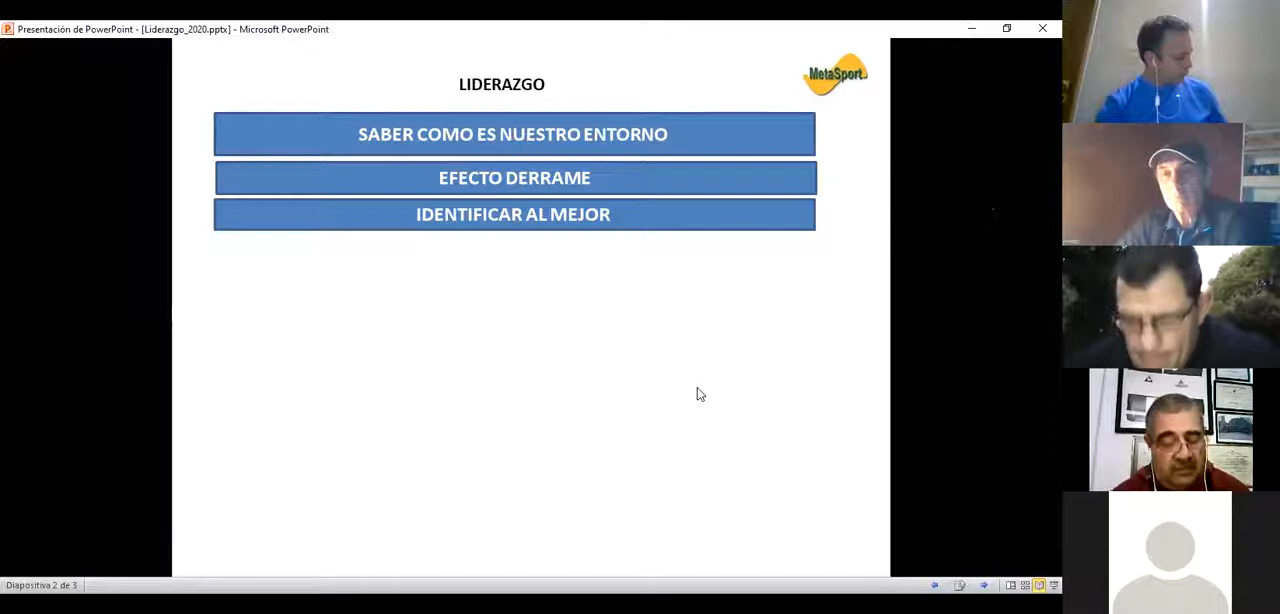 Presentación de PowerPoint - [Liderazgo_2020.pptx] - Microsoft PowerPoint
LIDERAZGO
MetaSport
SABER COMO ES NUESTRO ENTORNO
EFECTO DERRAME
IDENTIFICAR AL MEJOR
Diapositiva 2 de 3